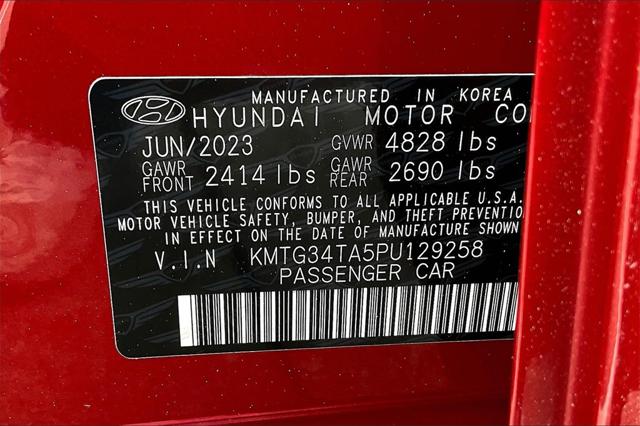 MANUFACTURED IN KOREA
HYUNDAI MOTOR CO
JUN/2023 GVWR 4828 lbs
GAWR FRONT 2414 lbs GAWR REAR 2690 lbs
THIS VEHICLE CONFORMS TO ALL APPLICABLE U.S.A.
MOTOR VEHICLE SAFETY, BUMPER, AND THEFT PREVENTIO
IN EFFECT ON THE DATE OF MANUFACTURE SHOWN
V.I.N KMTG34TA5PU129258
PASSENGER CAR